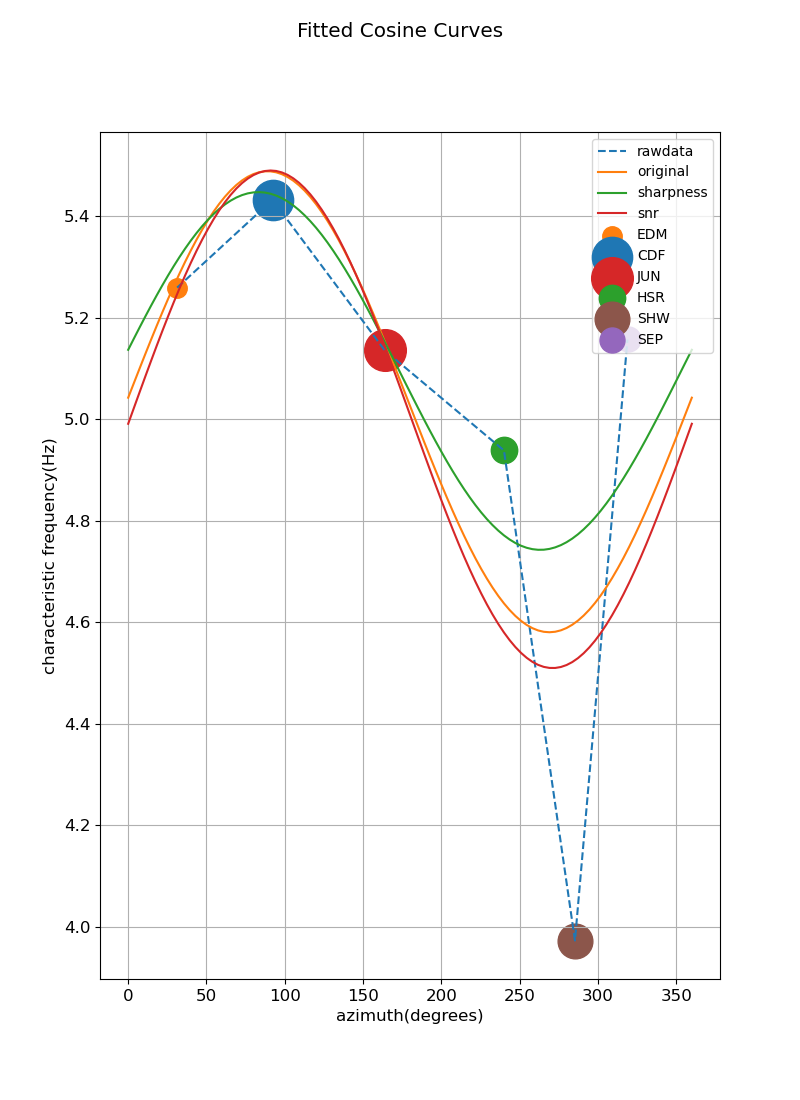 Fitted Cosine Curves
rawdata
original
sharpness
snr
EDM
CDF
JUN
HSR
SHW
SEP
5.4
5.2
5.0
4.8
4.6
4.4
4.2
4.0
characteristic frequency(Hz)
0 50 100 150 200 250 300 350
azimuth(degrees)